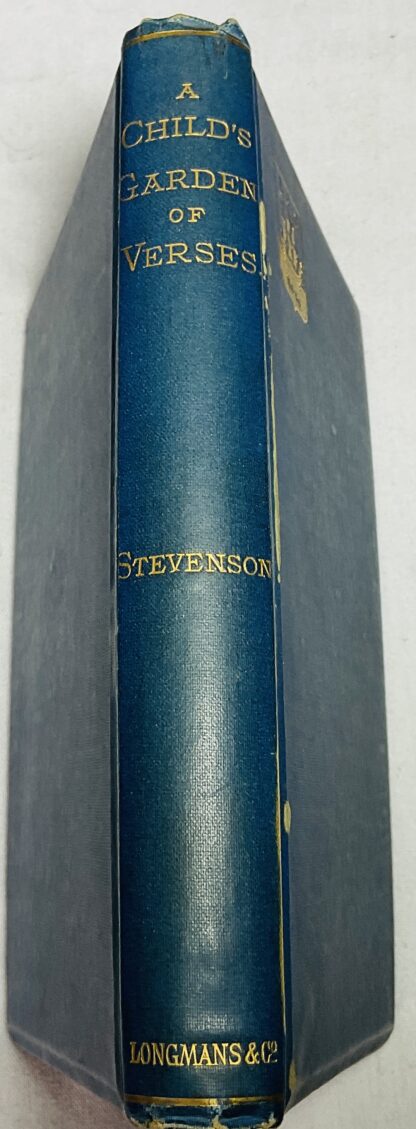 A
CHILD'S
GARDEN
OF
VERSES.
STEVENSON
LONGMANS & Co